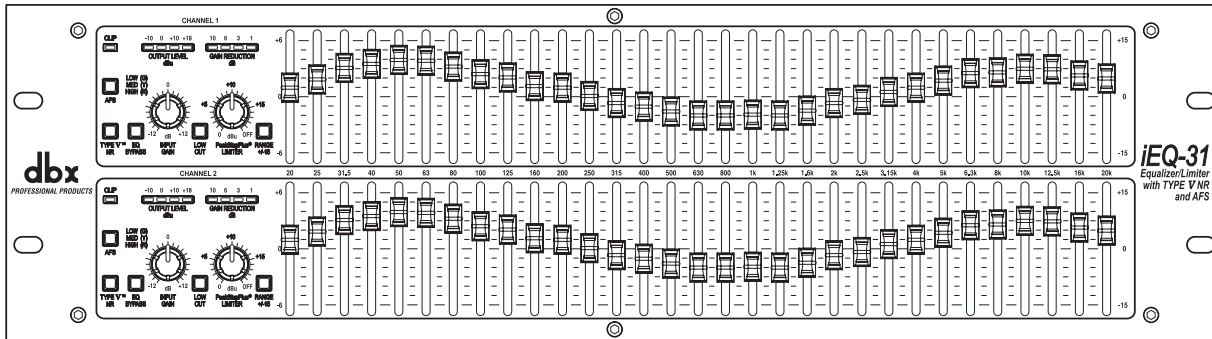 CHANNEL 1
CLIP
-10 0 +10 +18
OUTPUT LEVEL
dBu
10 6 3 1
GAIN REDUCTION
dB
LOW (G)
MED (Y)
HIGH (R)
AFS
0
-12 +12
dB
INPUT
GAIN
+10
+5 +15
0 dBu OFF
PeakStopPlus®
LIMITER
TYPE V™
NR
EQ
BYPASS
LOW
CUT
RANGE
+/-15
+6
0
-6
+15
0
-15
20 25 31.5 40 50 63 80 100 125 160 200 250 315 400 500 630 800 1k 1.25k 1.6k 2k 2.5k 3.15k 4k 5k 6.3k 8k 10k 12.5k 16k 20k
dbx
PROFESSIONAL PRODUCTS
iEQ-31
Equalizer/Limiter
with TYPE V NR
and AFS
CHANNEL 2
CLIP
-10 0 +10 +18
OUTPUT LEVEL
dBu
10 6 3 1
GAIN REDUCTION
dB
LOW (G)
MED (Y)
HIGH (R)
AFS
0
-12 +12
dB
INPUT
GAIN
+10
+5 +15
0 dBu OFF
PeakStopPlus®
LIMITER
TYPE V™
NR
EQ
BYPASS
LOW
CUT
RANGE
+/-15
+6
0
-6
+15
0
-15